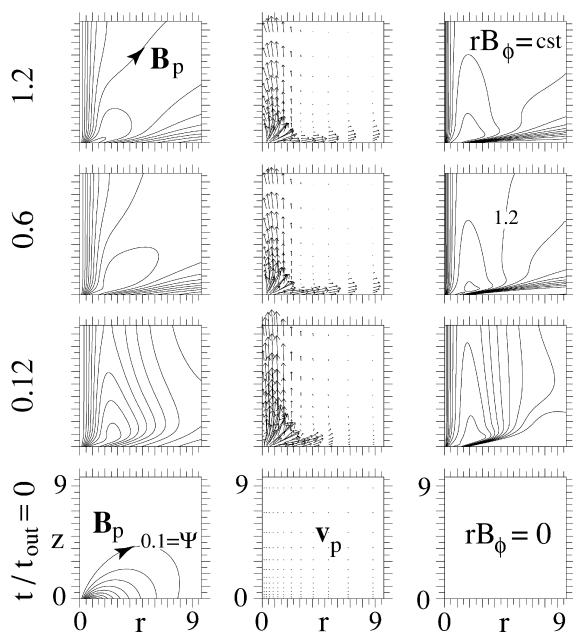 1.2
B_p
rB_ϕ = cst
0.6
1.2
0.12
t / t_out = 0
9
z
0
B_p
0.1=Ψ
0 r 9
9
0
v_p
0 r 9
9
0
rB_ϕ = 0
0 r 9